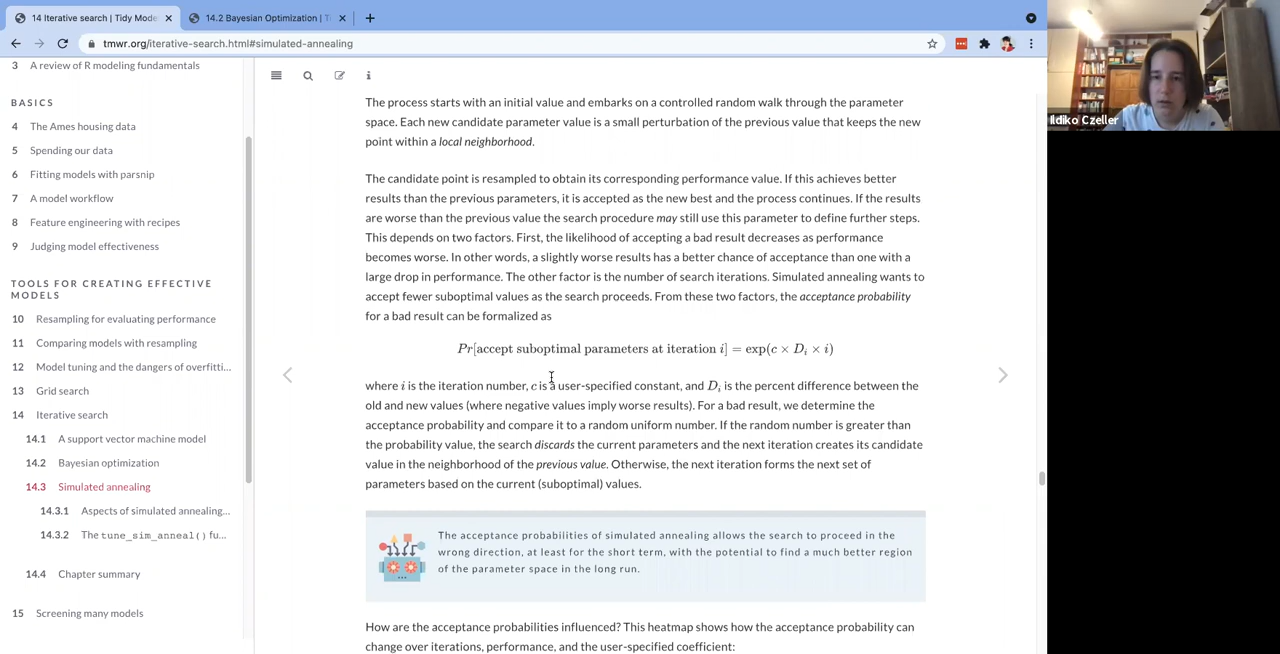 14 Iterative search | Tidy Mode
14.2 Bayesian Optimization | T
tmwr.org/iterative-search.html#simulated-annealing
3 A review of R modeling fundamentals
BASICS
4 The Ames housing data
5 Spending our data
6 Fitting models with parsnip
7 A model workflow
8 Feature engineering with recipes
9 Judging model effectiveness
TOOLS FOR CREATING EFFECTIVE
MODELS
10 Resampling for evaluating performance
11 Comparing models with resampling
12 Model tuning and the dangers of overfitti...
13 Grid search
14 Iterative search
14.1 A support vector machine model
14.2 Bayesian optimization
14.3 Simulated annealing
14.3.1 Aspects of simulated annealing...
14.3.2 The tune_sim_anneal() fu...
14.4 Chapter summary
15 Screening many models
The process starts with an initial value and embarks on a controlled random walk through the parameter
space. Each new candidate parameter value is a small perturbation of the previous value that keeps the new
point within a local neighborhood.
The candidate point is resampled to obtain its corresponding performance value. If this achieves better
results than the previous parameters, it is accepted as the new best and the process continues. If the results
are worse than the previous value the search procedure may still use this parameter to define further steps.
This depends on two factors. First, the likelihood of accepting a bad result decreases as performance
becomes worse. In other words, a slightly worse results has a better chance of acceptance than one with a
large drop in performance. The other factor is the number of search iterations. Simulated annealing wants to
accept fewer suboptimal values as the search proceeds. From these two factors, the acceptance probability
for a bad result can be formalized as
Pr[accept suboptimal parameters at iteration i] = exp(c × Di × i)
where i is the iteration number, c is a user-specified constant, and Di is the percent difference between the
old and new values (where negative values imply worse results). For a bad result, we determine the
acceptance probability and compare it to a random uniform number. If the random number is greater than
the probability value, the search discards the current parameters and the next iteration creates its candidate
value in the neighborhood of the previous value. Otherwise, the next iteration forms the next set of
parameters based on the current (suboptimal) values.
The acceptance probabilities of simulated annealing allows the search to proceed in the
wrong direction, at least for the short term, with the potential to find a much better region
of the parameter space in the long run.
How are the acceptance probabilities influenced? This heatmap shows how the acceptance probability can
change over iterations, performance, and the user-specified coefficient:
Ildiko Czeller